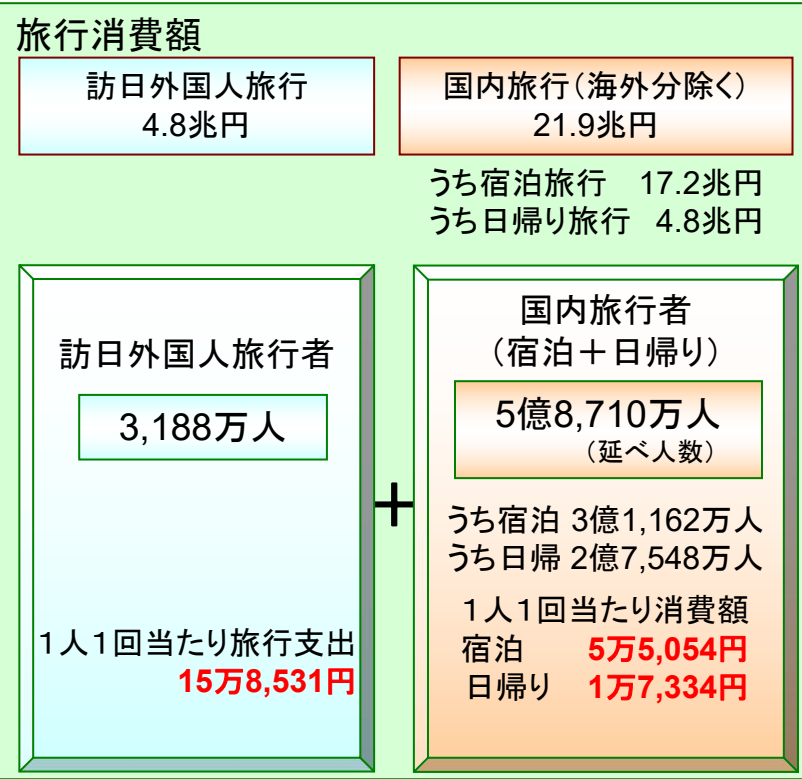 旅行消費額
訪日外国人旅行
4.8兆円
国内旅行(海外分除く)
21.9兆円
うち宿泊旅行 17.2兆円
うち日帰り旅行 4.8兆円
訪日外国人旅行者
3,188万人
1人1回当たり旅行支出
15万8,531円
+
国内旅行者
(宿泊+日帰り)
5億8,710万人
(延べ人数)
うち宿泊 3億1,162万人
うち日帰 2億7,548万人
1人1回当たり消費額
宿泊 5万5,054円
日帰り 1万7,334円